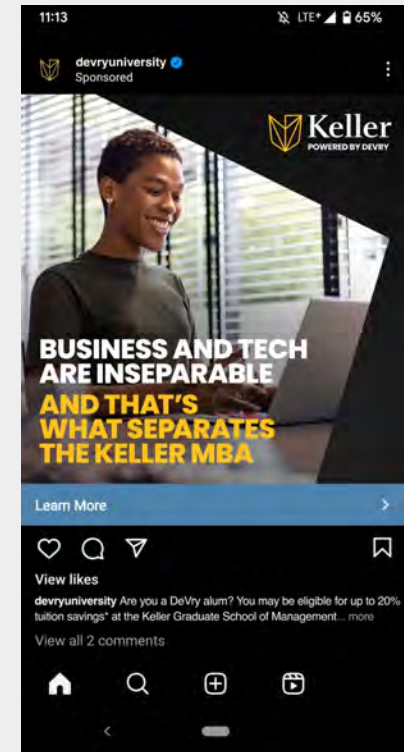 11:13 LTE+ 65%
devryuniversity
Sponsored
Keller
POWERED BY DEVRY
BUSINESS AND TECH
ARE INSEPARABLE
AND THAT'S
WHAT SEPARATES
THE KELLER MBA
Learn More
View likes
devryuniversity Are you a DeVry alum? You may be eligible for up to 20%
tuition savings* at the Keller Graduate School of Management... more
View all 2 comments